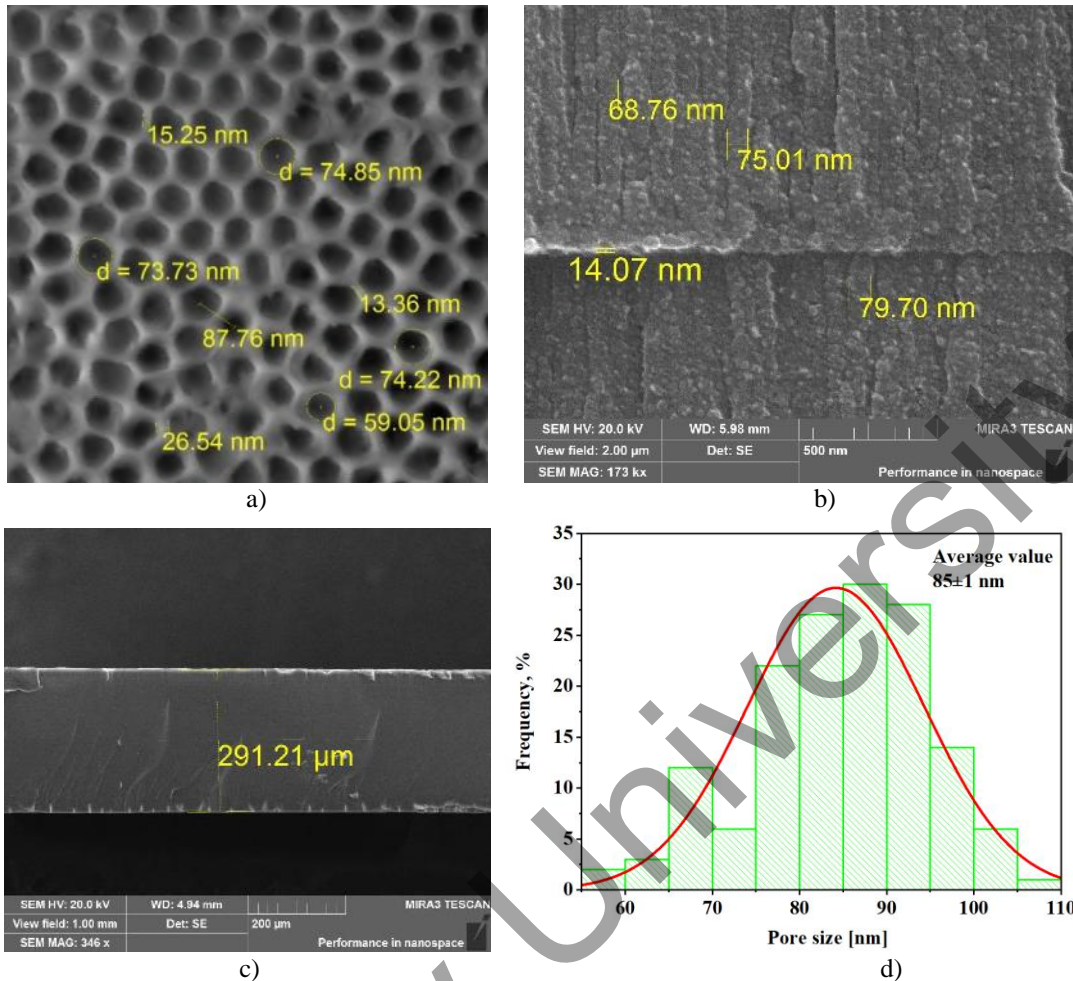 15.25 nm
d = 74.85 nm
d = 73.73 nm
13.36 nm
87.76 nm
d = 74.22 nm
d = 59.05 nm
26.54 nm
a)
68.76 nm
75.01 nm
14.07 nm
79.70 nm
SEM HV: 20.0 kV WD: 5.98 mm MIRA3 TESCAN
View field: 2.00 µm Det: SE 500 nm
SEM MAG: 173 kx Performance in nanospace
b)
291.21 µm
SEM HV: 20.0 kV WD: 4.94 mm MIRA3 TESCAN
View field: 1.00 mm Det: SE 200 µm
SEM MAG: 346 x Performance in nanospace
c)
35
30
25
20
15
10
5
0
Frequency, %
Average value
85±1 nm
60 70 80 90 100 110
Pore size [nm]
d)
University